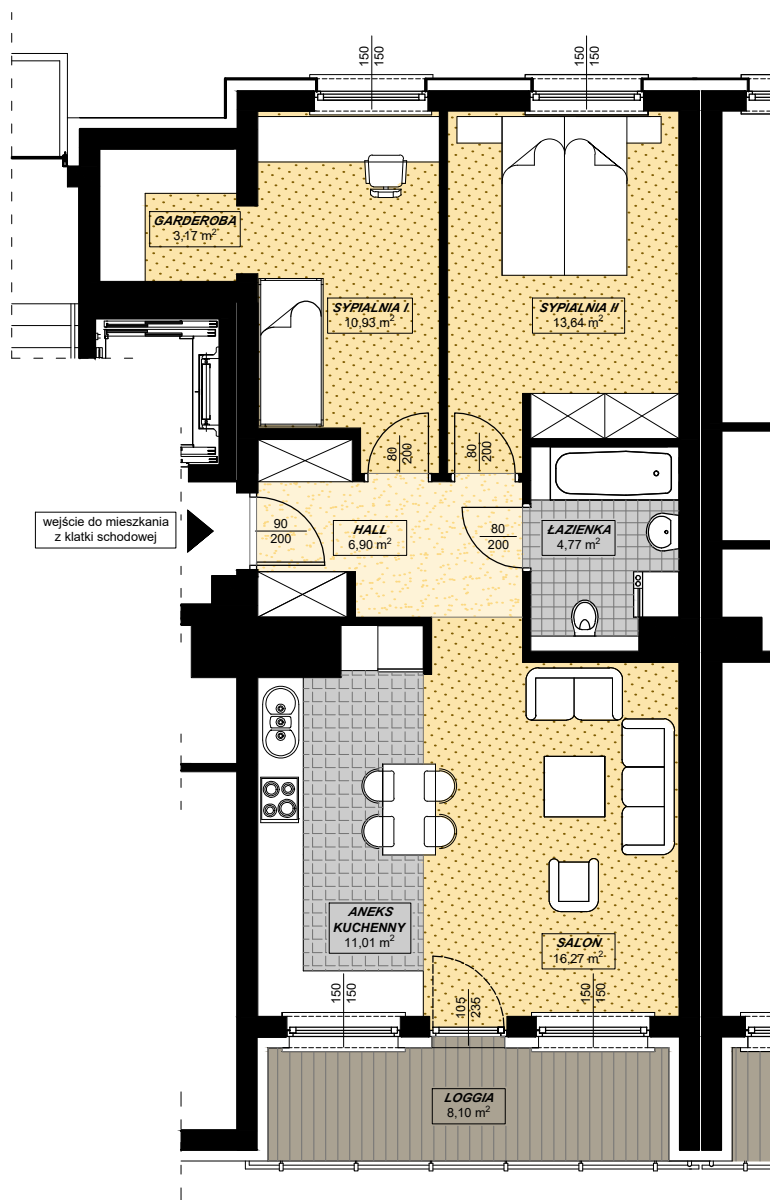 150
150
150
150
GARDEROBA
3,17 m²
SYPIALNIA I
10,93 m²
SYPIALNIA II
13,64 m²
80
200
80
200
wejście do mieszkania
z klatki schodowej
90
200
HALL
6,90 m²
80
200
ŁAZIENKA
4,77 m²
ANEKS
KUCHENNY
11,01 m²
SALON
16,27 m²
150
150
105
235
150
150
LOGGIA
8,10 m²